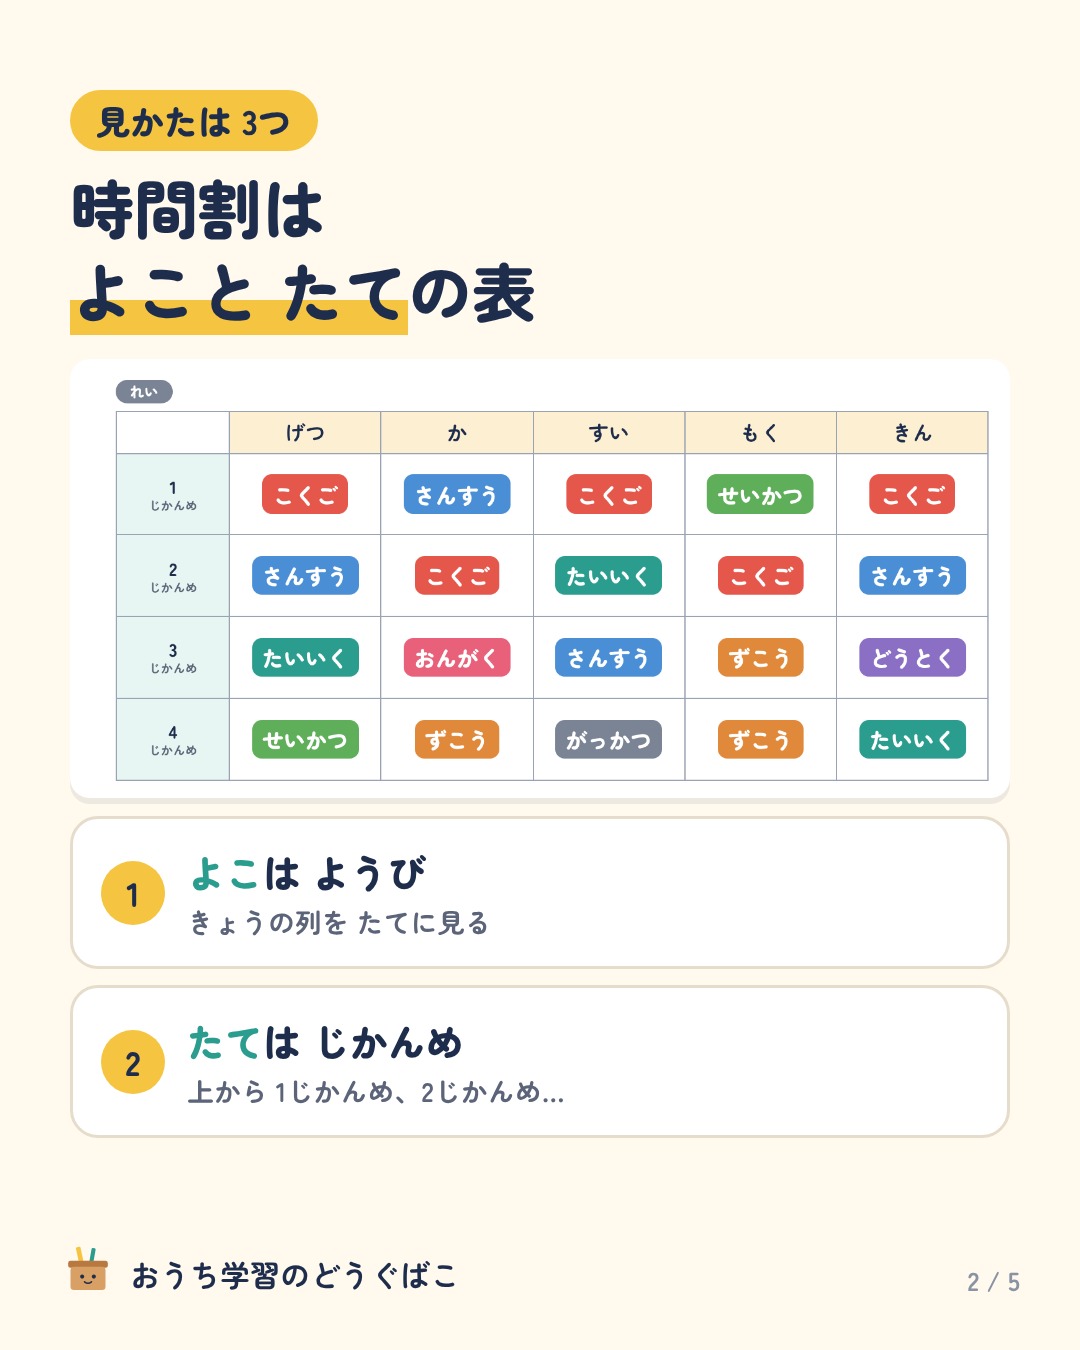 見かたは 3つ
時間割は
よこと たての表
れい
げつ か すい もく きん
1 じかんめ こくご さんすう こくご せいかつ こくご
2 じかんめ さんすう こくご たいいく こくご さんすう
3 じかんめ たいいく おんがく さんすう ずこう どうとく
4 じかんめ せいかつ ずこう がっかつ ずこう たいいく
1 よこは ようび
きょうの列を たてに見る
2 たては じかんめ
上から 1じかんめ、2じかんめ…
おうち学習のどうぐばこ
2 / 5